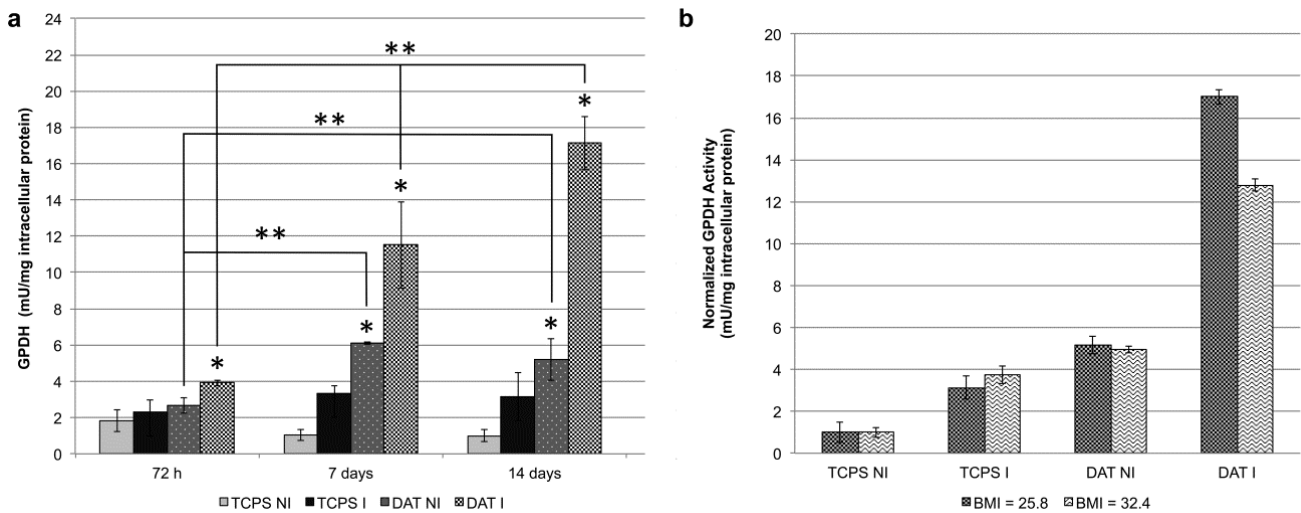 a
GPDH (mU/mg intracellular protein)
24
22
20
18
16
14
12
10
8
6
4
2
0
**
**
**
*
*
*
*
*
72 h
7 days
14 days
TCPS NI TCPS I DAT NI DAT I
b
Normalized GPDH Activity
(mU/mg intracellular protein)
20
18
16
14
12
10
8
6
4
2
0
TCPS NI
TCPS I
DAT NI
DAT I
BMI = 25.8 BMI = 32.4